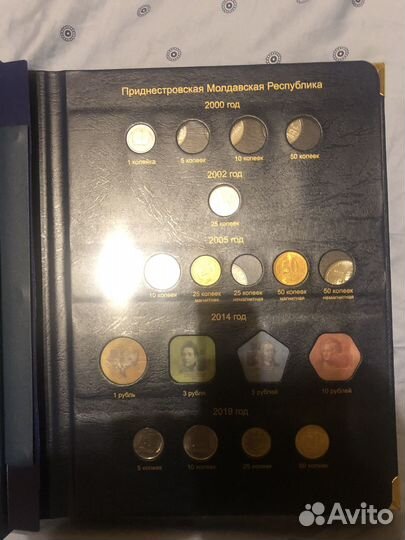 Приднестровская Молдавская Республика
2000 год
1 копейка 5 копеек 10 копеек 50 копеек
2002 год
25 копеек
2005 год
10 копеек 25 копеек магнитная 25 копеек немагнитная 50 копеек магнитная 50 копеек немагнитная
2014 год
1 рубль 3 рубля 5 рублей 10 рублей
2019 год
5 копеек 10 копеек 25 копеек 50 копеек
Avito